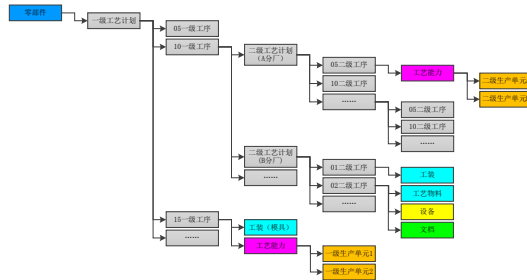 零部件
一级工艺计划
05一级工序
10一级工序
二级工艺计划
(A分厂)
05二级工序
工艺能力
二级生产单元
二级生产单元
10二级工序
……
05二级工序
10二级工序
……
二级工艺计划
(B分厂)
……
01二级工序
工装
02二级工序
工艺物料
……
设备
文档
15一级工序
工装（模具）
……
工艺能力
一级生产单元1
一级生产单元2